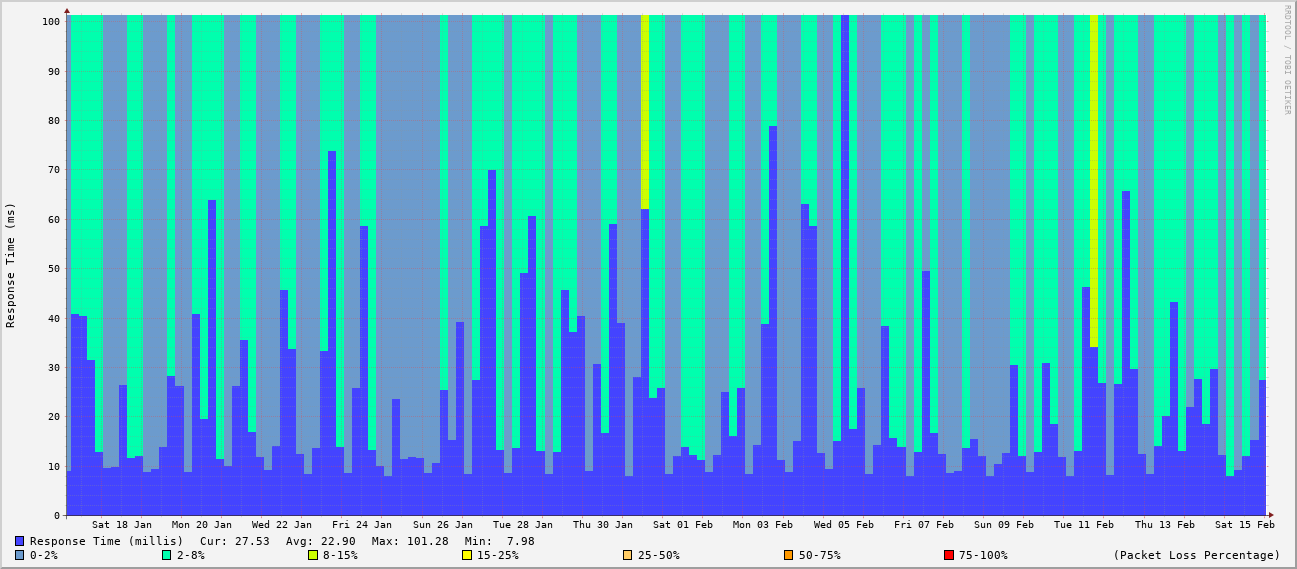 RRDTOOL / TOBI OETIKER
Response Time (ms)
100
90
80
70
60
50
40
30
20
10
0
Sat 18 Jan Mon 20 Jan Wed 22 Jan Fri 24 Jan Sun 26 Jan Tue 28 Jan Thu 30 Jan Sat 01 Feb Mon 03 Feb Wed 05 Feb Fri 07 Feb Sun 09 Feb Tue 11 Feb Thu 13 Feb Sat 15 Feb
Response Time (millis) Cur: 27.53 Avg: 22.90 Max: 101.28 Min: 7.98
0-2% 2-8% 8-15% 15-25% 25-50% 50-75% 75-100% (Packet Loss Percentage)